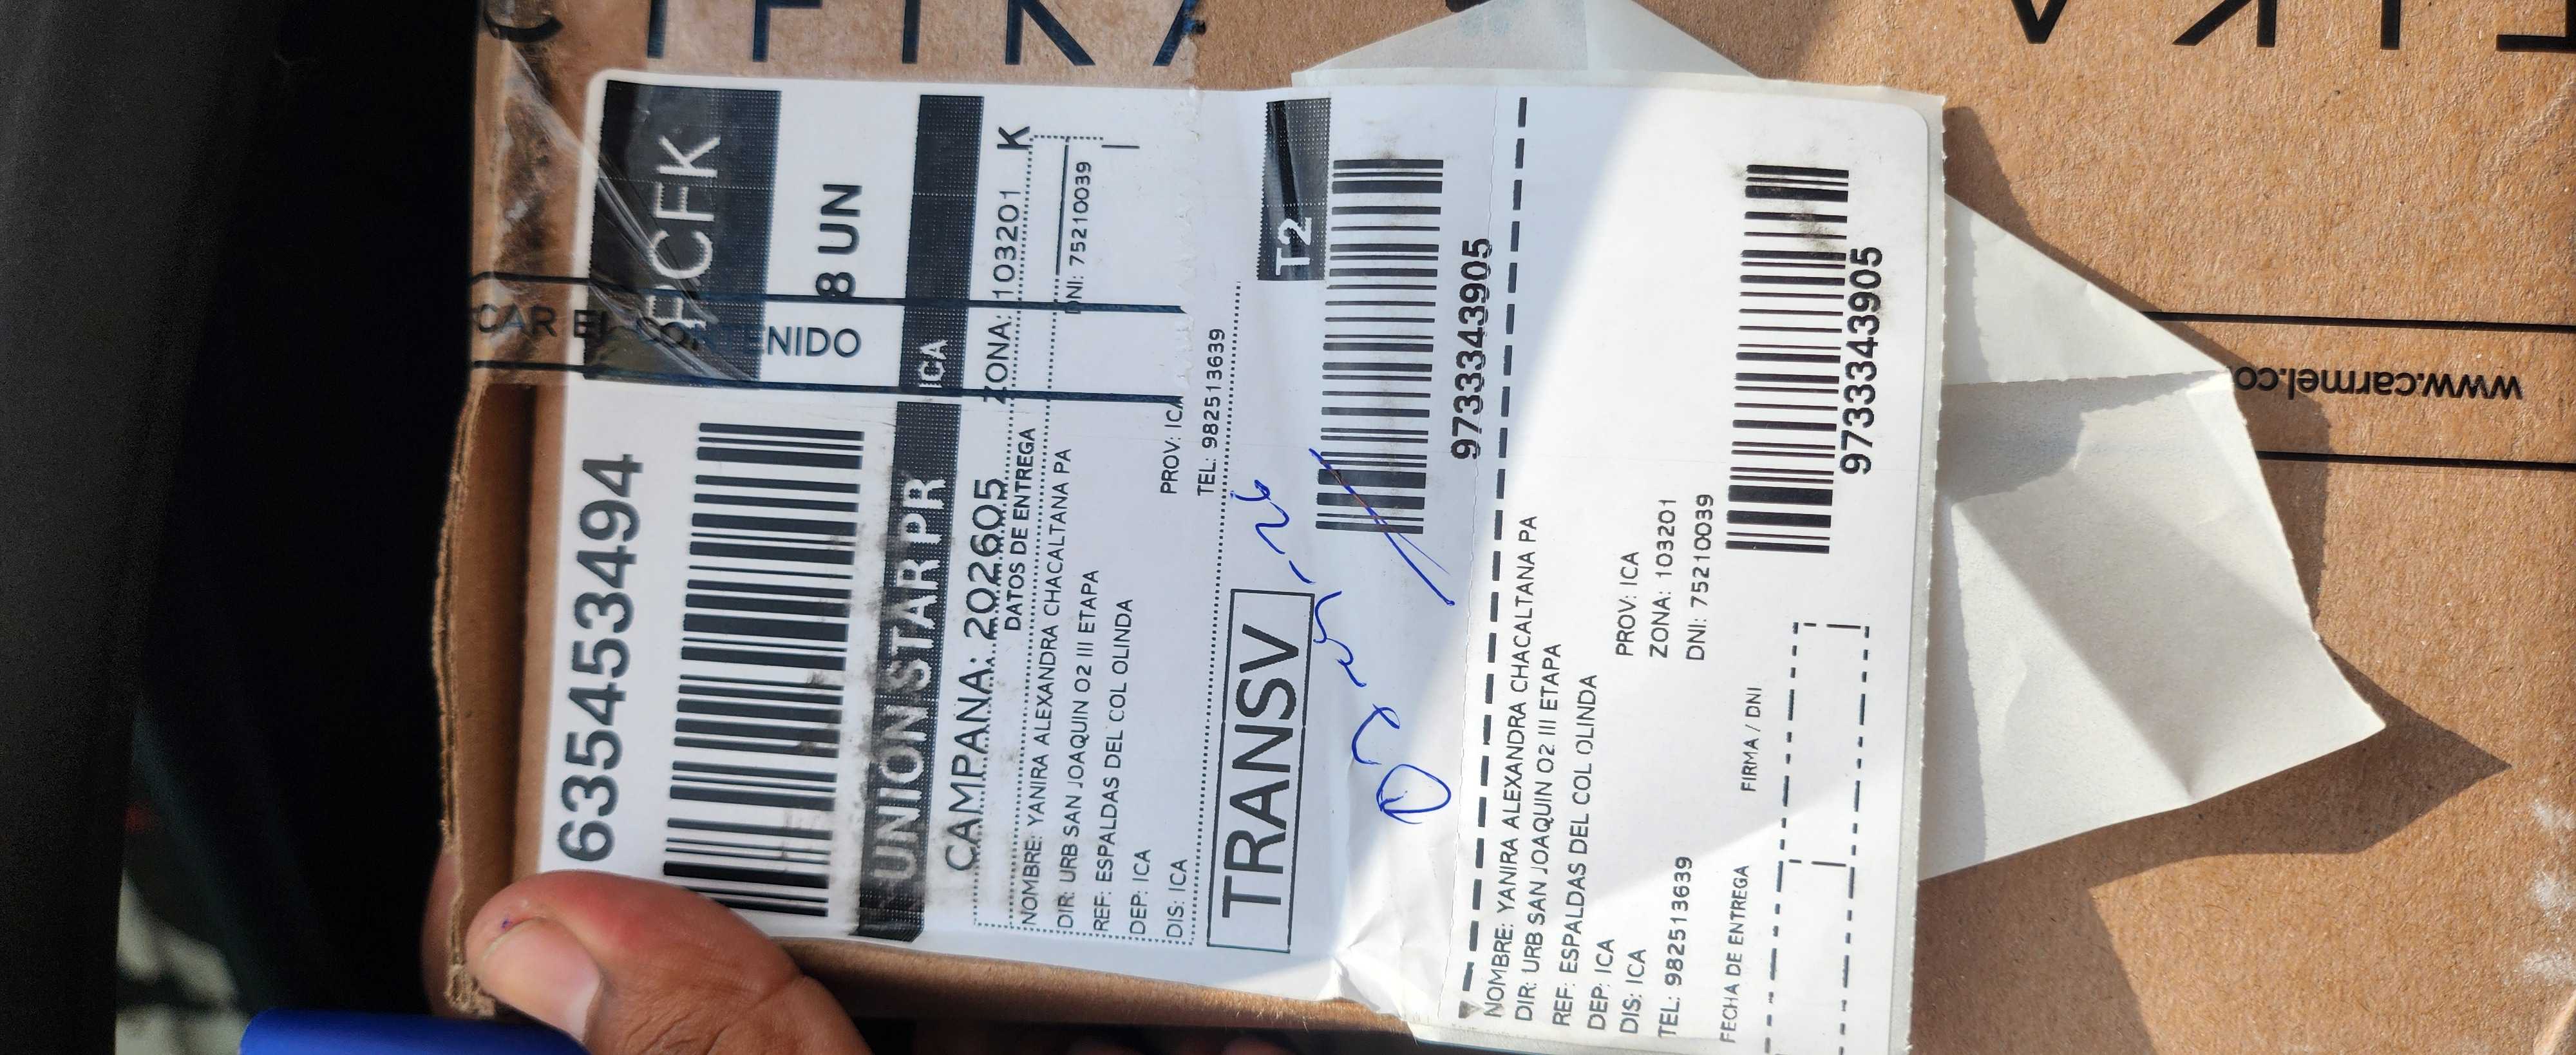 PCFK
8 UN
CAR EL CONTENIDO
635453494
UNION STAR PR
ICA
CAMPANA: 202605
ZONA: 103201
K
DATOS DE ENTREGA
NOMBRE: YANIRA ALEXANDRA CHACALTANA PA
DNI: 75210039
DIR: URB SAN JOAQUIN O2 III ETAPA
REF: ESPALDAS DEL COL OLINDA
DEP: ICA
DIS: ICA
PROV: ICA
TEL: 982513639
TRANSV
T2
9733343905
NOMBRE: YANIRA ALEXANDRA CHACALTANA PA
DIR: URB SAN JOAQUIN O2 III ETAPA
REF: ESPALDAS DEL COL OLINDA
DEP: ICA
PROV: ICA
DIS: ICA
ZONA: 103201
TEL: 982513639
DNI: 75210039
FECHA DE ENTREGA
FIRMA / DNI
9733343905
www.carmel.co